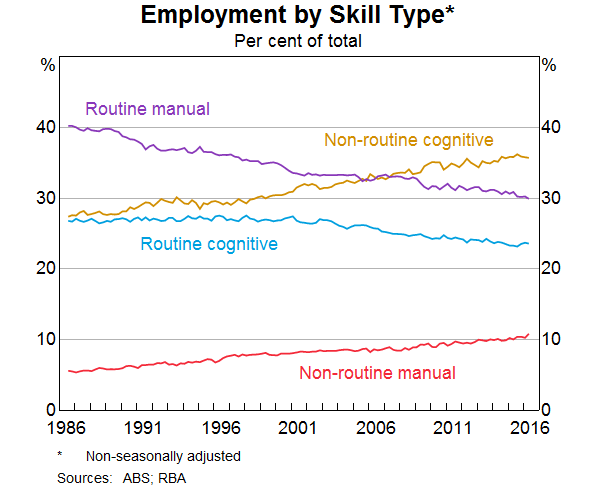 Employment by Skill Type*
Per cent of total
% %
Routine manual
40 40
Non-routine cognitive
30 30
Routine cognitive
20 20
10 10
Non-routine manual
0 0
1986 1991 1996 2001 2006 2011 2016
* Non-seasonally adjusted
Sources: ABS; RBA